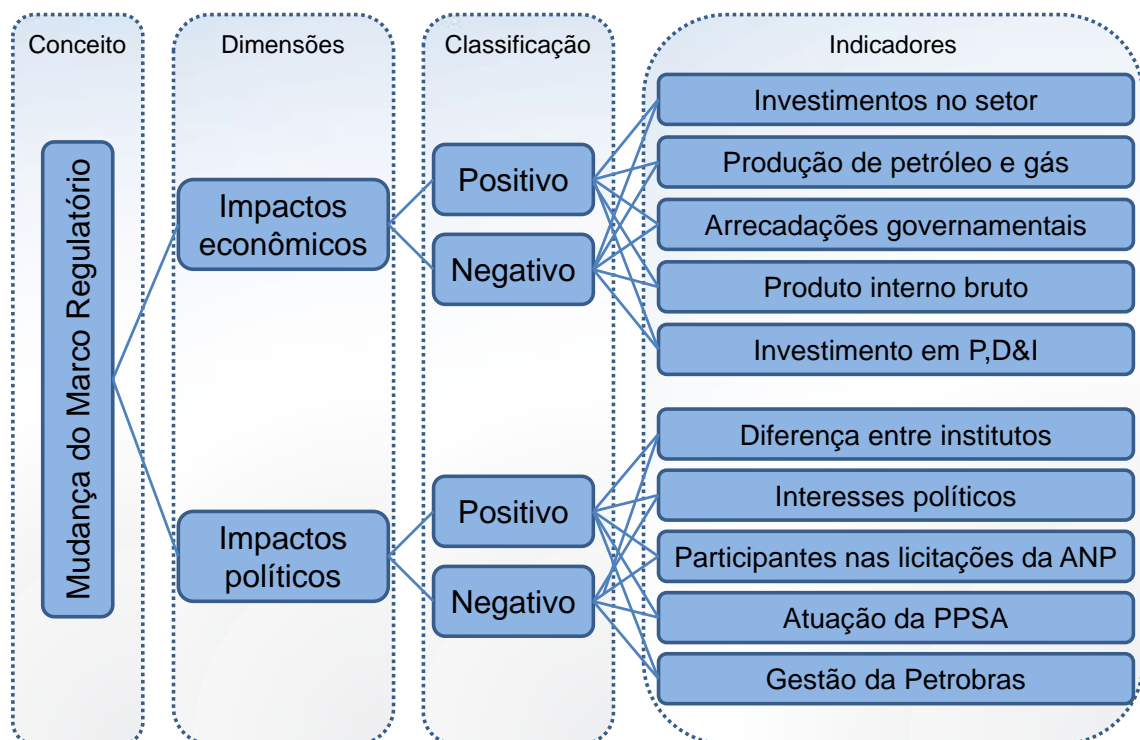 Conceito
Dimensões
Classificação
Indicadores
Mudança do Marco Regulatório
Impactos
econômicos
Impactos
políticos
Positivo
Negativo
Positivo
Negativo
Investimentos no setor
Produção de petróleo e gás
Arrecadações governamentais
Produto interno bruto
Investimento em P,D&I
Diferença entre institutos
Interesses políticos
Participantes nas licitações da ANP
Atuação da PPSA
Gestão da Petrobras